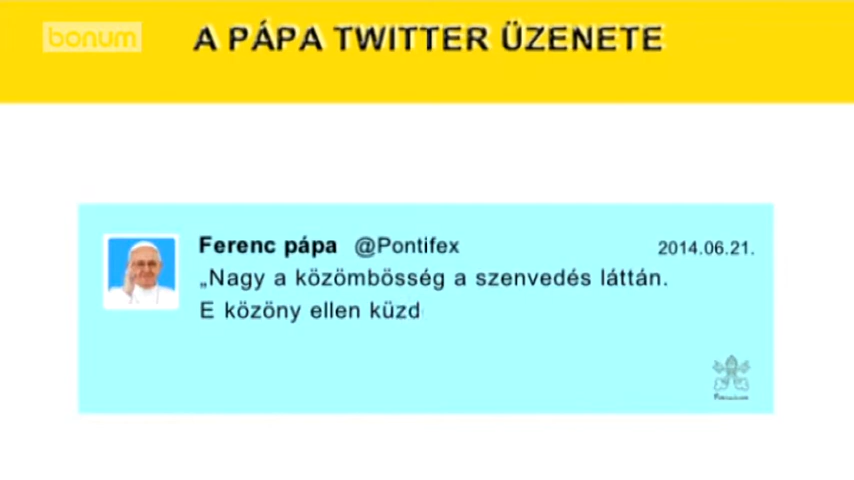 bonum
A PÁPA TWITTER ÜZENETE
Ferenc pápa @Pontifex 2014.06.21.
„Nagy a közömbösség a szenvedés láttán.
E közöny ellen küzd